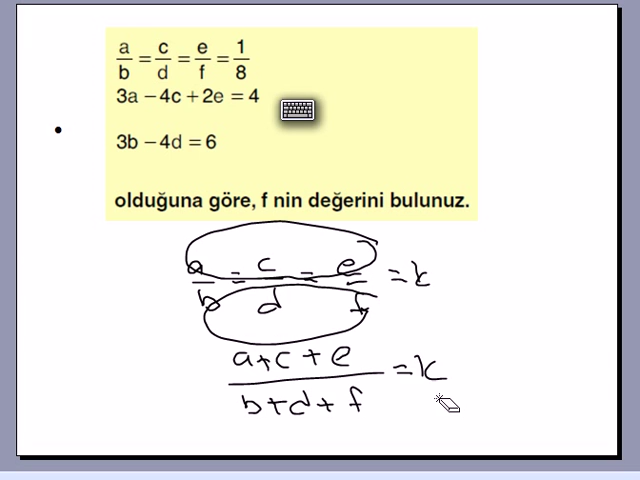 a/b = c/d = e/f = 1/8
3a − 4c + 2e = 4
3b − 4d = 6
olduğuna göre, f nin değerini bulunuz.
a/b = c/d = e/f = k
a+c+e / b+d+f = k